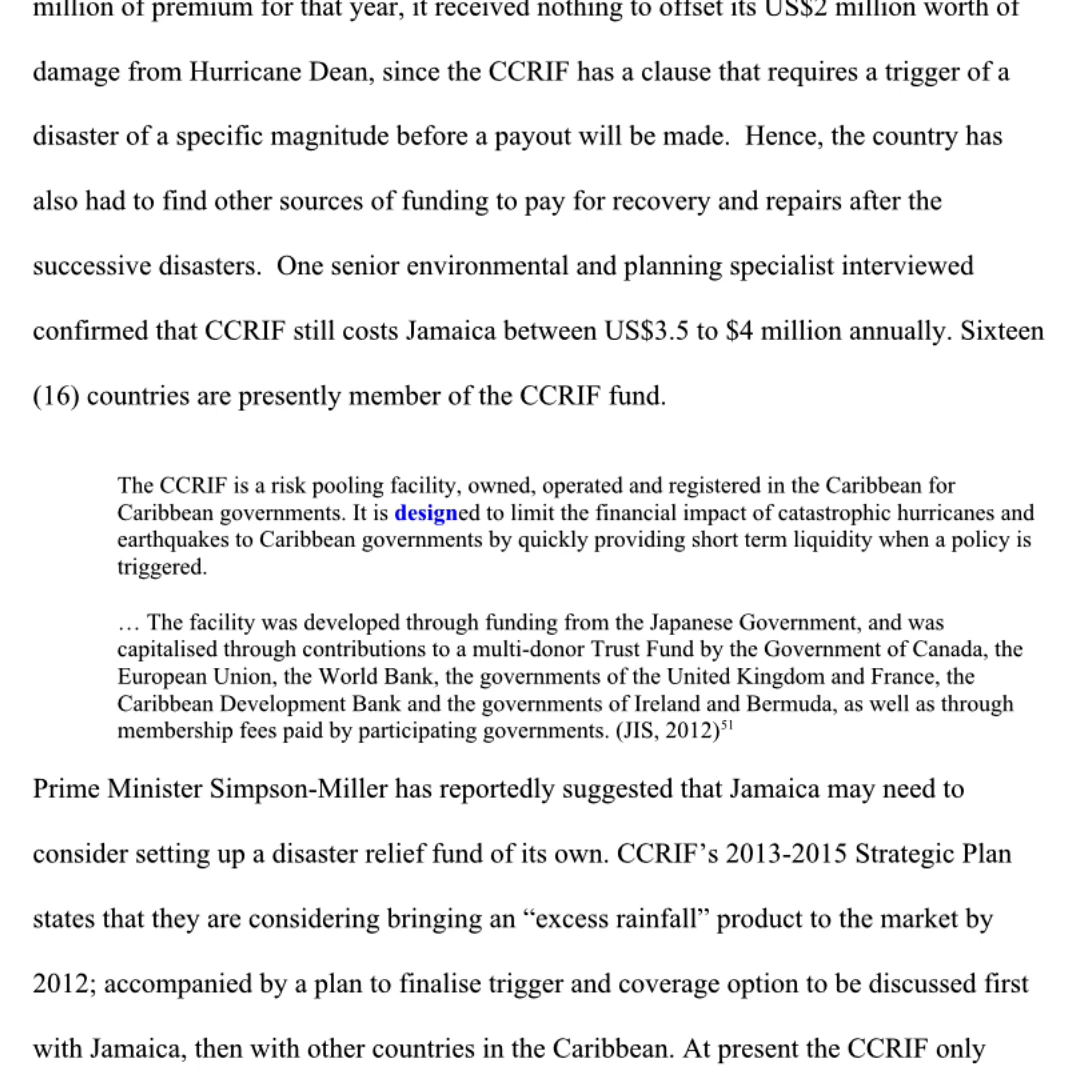 million of premium for that year, it received nothing to offset its US$2 million worth of
damage from Hurricane Dean, since the CCRIF has a clause that requires a trigger of a
disaster of a specific magnitude before a payout will be made.  Hence, the country has
also had to find other sources of funding to pay for recovery and repairs after the
successive disasters.  One senior environmental and planning specialist interviewed
confirmed that CCRIF still costs Jamaica between US$3.5 to $4 million annually. Sixteen
(16) countries are presently member of the CCRIF fund.
The CCRIF is a risk pooling facility, owned, operated and registered in the Caribbean for
Caribbean governments. It is designed to limit the financial impact of catastrophic hurricanes and
earthquakes to Caribbean governments by quickly providing short term liquidity when a policy is
triggered.
… The facility was developed through funding from the Japanese Government, and was
capitalised through contributions to a multi-donor Trust Fund by the Government of Canada, the
European Union, the World Bank, the governments of the United Kingdom and France, the
Caribbean Development Bank and the governments of Ireland and Bermuda, as well as through
membership fees paid by participating governments. (JIS, 2012)51
Prime Minister Simpson-Miller has reportedly suggested that Jamaica may need to
consider setting up a disaster relief fund of its own. CCRIF’s 2013-2015 Strategic Plan
states that they are considering bringing an “excess rainfall” product to the market by
2012; accompanied by a plan to finalise trigger and coverage option to be discussed first
with Jamaica, then with other countries in the Caribbean. At present the CCRIF only